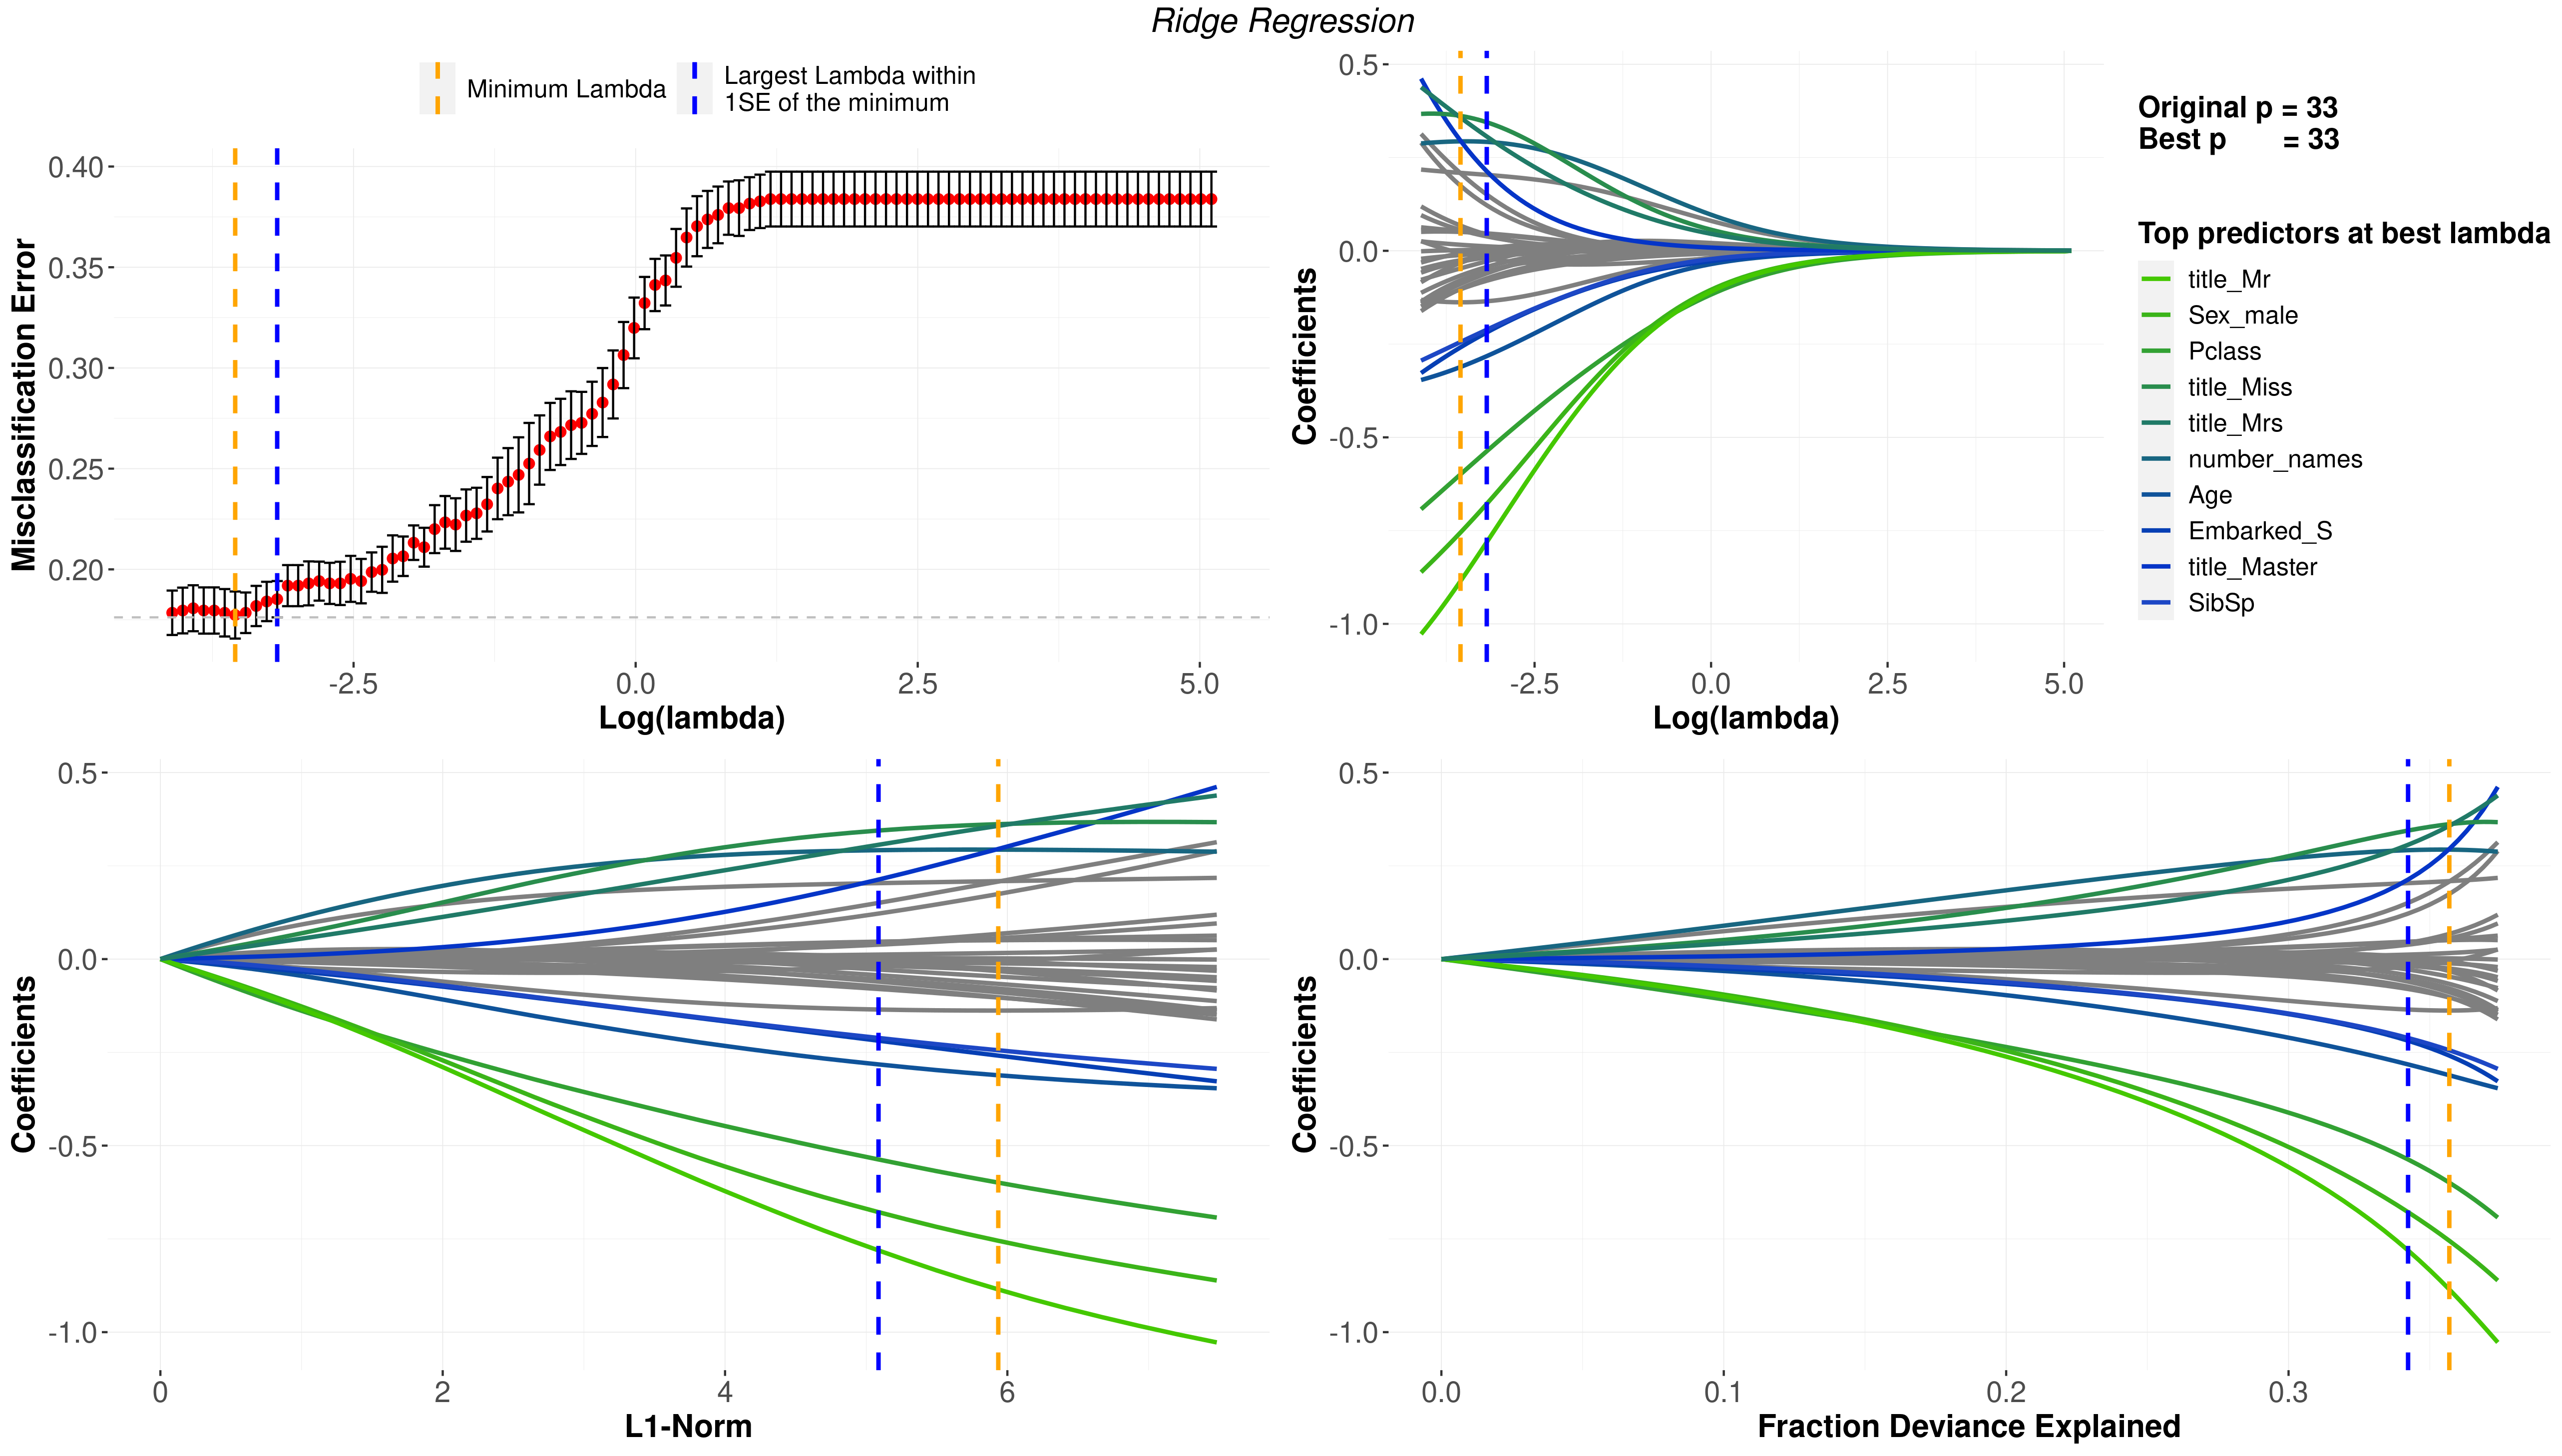 Ridge Regression
Minimum Lambda
Largest Lambda within
1SE of the minimum
Misclassification Error
0.40
0.35
0.30
0.25
0.20
-2.5
0.0
2.5
5.0
Log(lambda)
Coefficients
0.5
0.0
-0.5
-1.0
-2.5
0.0
2.5
5.0
Log(lambda)
Original p = 33
Best p = 33
Top predictors at best lambda
title_Mr
Sex_male
Pclass
title_Miss
title_Mrs
number_names
Age
Embarked_S
title_Master
SibSp
Coefficients
0.5
0.0
-0.5
-1.0
0
2
4
6
L1-Norm
Coefficients
0.5
0.0
-0.5
-1.0
0.0
0.1
0.2
0.3
Fraction Deviance Explained